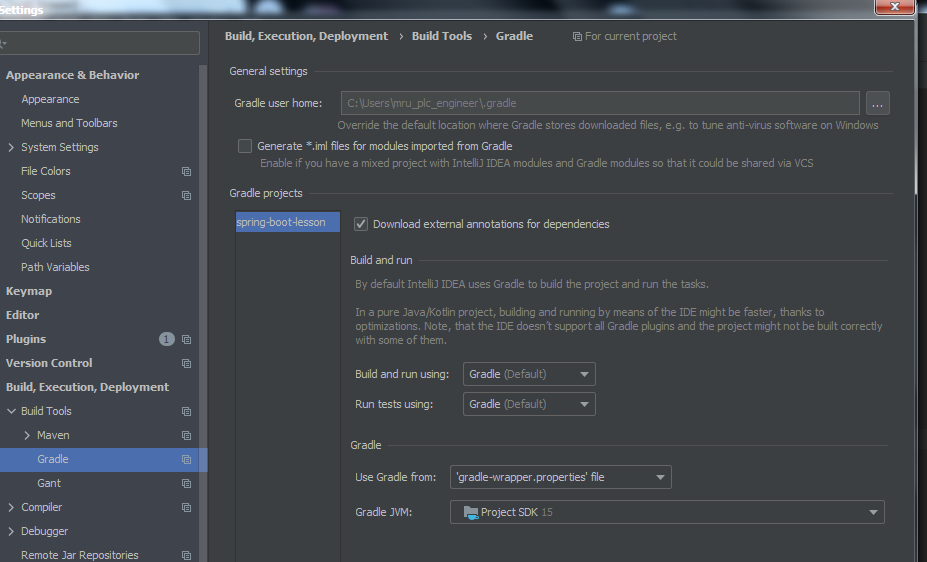 Settings
Appearance & Behavior
Appearance
Menus and Toolbars
System Settings
File Colors
Scopes
Notifications
Quick Lists
Path Variables
Keymap
Editor
Plugins 1
Version Control
Build, Execution, Deployment
Build Tools
Maven
Gradle
Gant
Compiler
Debugger
Remote Jar Repositories
Build, Execution, Deployment › Build Tools › Gradle For current project
General settings
Gradle user home: C:\Users\mru_plc_engineer\.gradle ...
Override the default location where Gradle stores downloaded files, e.g. to tune anti-virus software on Windows
Generate *.iml files for modules imported from Gradle
Enable if you have a mixed project with IntelliJ IDEA modules and Gradle modules so that it could be shared via VCS
Gradle projects
spring-boot-lesson
Download external annotations for dependencies
Build and run
By default IntelliJ IDEA uses Gradle to build the project and run the tasks.
In a pure Java/Kotlin project, building and running by means of the IDE might be faster, thanks to
optimizations. Note, that the IDE doesn't support all Gradle plugins and the project might not be built correctly
with some of them.
Build and run using: Gradle (Default)
Run tests using: Gradle (Default)
Gradle
Use Gradle from: 'gradle-wrapper.properties' file
Gradle JVM: Project SDK 15